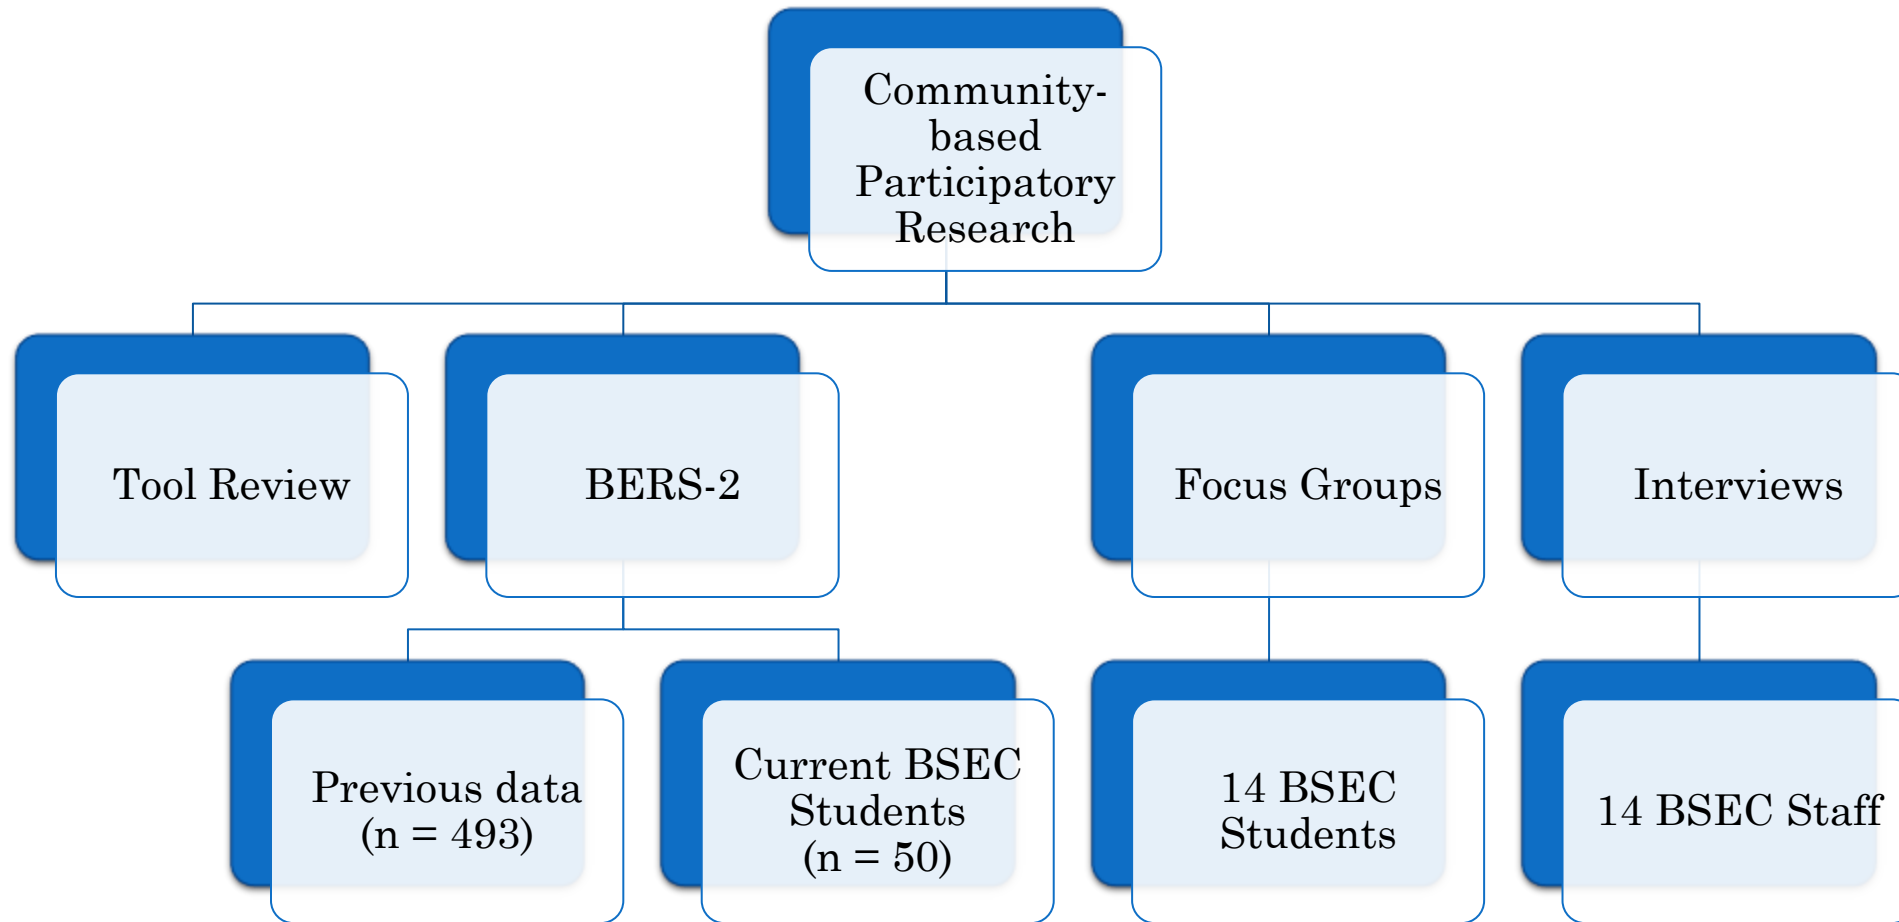 Community-
based
Participatory
Research
Tool Review
BERS-2
Focus Groups
Interviews
Previous data
(n = 493)
Current BSEC
Students
(n = 50)
14 BSEC
Students
14 BSEC Staff